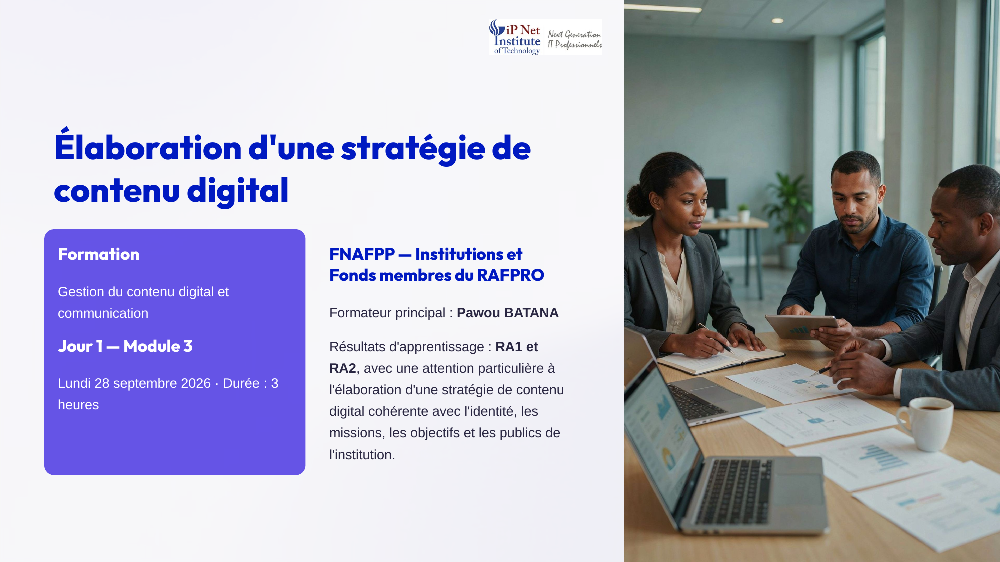 iP Net
Institute
of Technology
Next Generation
IT Professionnels
Élaboration d'une stratégie de
contenu digital
Formation
Gestion du contenu digital et
communication
Jour 1 — Module 3
Lundi 28 septembre 2026 · Durée : 3
heures
FNAFPP — Institutions et
Fonds membres du RAFPRO
Formateur principal : Pawou BATANA
Résultats d'apprentissage : RA1 et
RA2, avec une attention particulière à
l'élaboration d'une stratégie de contenu
digital cohérente avec l'identité, les
missions, les objectifs et les publics de
l'institution.